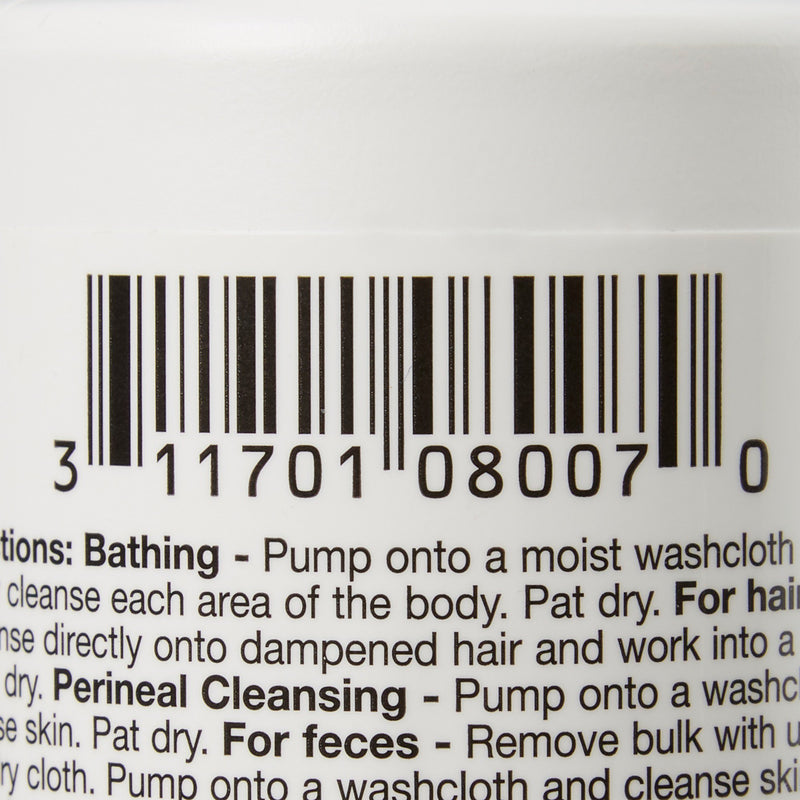 3 11701 08007 0
tions: Bathing - Pump onto a moist washcloth
cleanse each area of the body. Pat dry. For hair
nse directly onto dampened hair and work into a
dry. Perineal Cleansing - Pump onto a washc
se skin. Pat dry. For feces - Remove bulk with
ry cloth. Pump onto a washcloth and cleanse ski